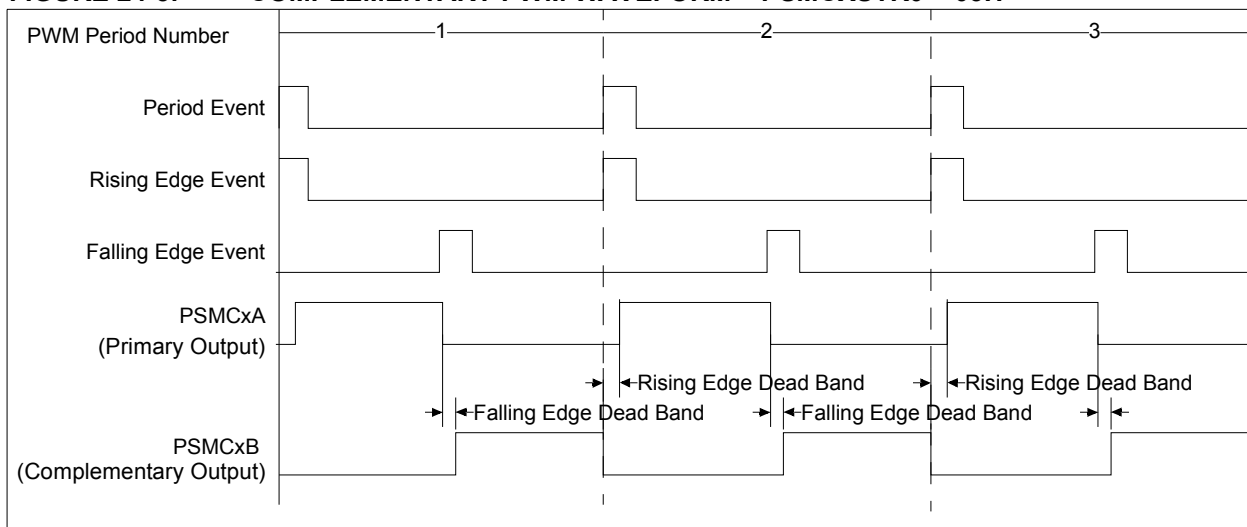 PWM Period Number
1
2
3
Period Event
Rising Edge Event
Falling Edge Event
PSMCxA
(Primary Output)
Rising Edge Dead Band
Rising Edge Dead Band
Falling Edge Dead Band
Falling Edge Dead Band
PSMCxB
(Complementary Output)